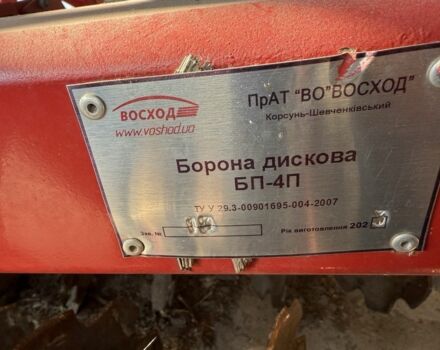 ВОСХОД
www.voshod.ua
ПрАТ "ВО"ВОСХОД"
Корсунь-Шевченківський
Борона дискова
БП-4П
ТУ У 29.3-00901695-004-2007
Зав. №
Рік виготовлення 202